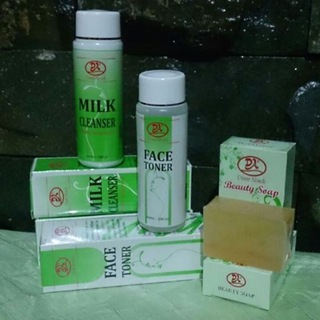 MILK
CLEANSER
FACE
TONER
Beauty Soap
MILK
CLEANSER
FACE
TONER
BEAUTY SOAP